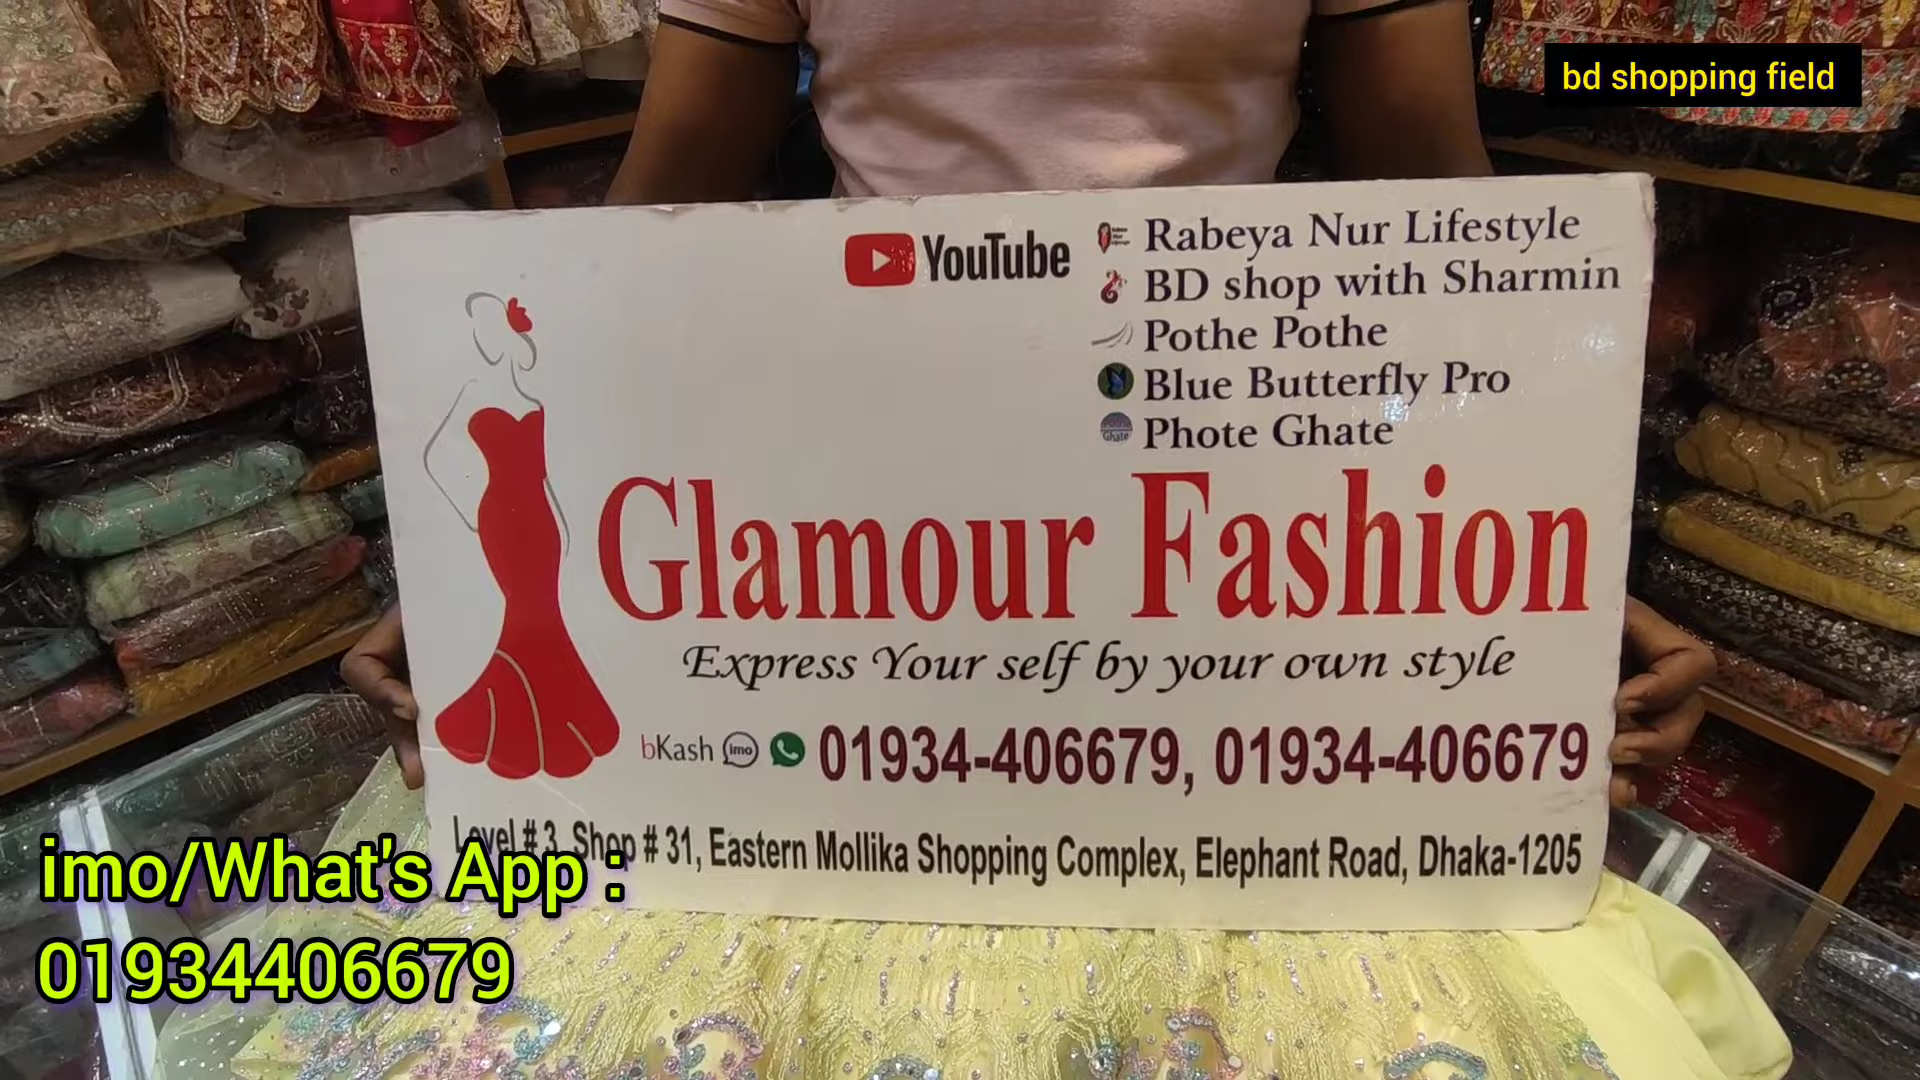 bd shopping field
YouTube
Rabeya Nur Lifestyle
BD shop with Sharmin
Pothe Pothe
Blue Butterfly Pro
Phote Ghate
Glamour Fashion
Express Your self by your own style
bKash imo 01934-406679, 01934-406679
Level # 3, Shop # 31, Eastern Mollika Shopping Complex, Elephant Road, Dhaka-1205
imo/What's App :
01934406679